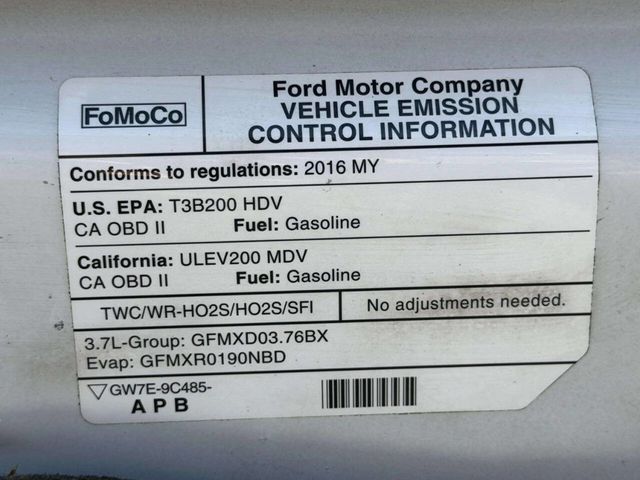 FoMoCo
Ford Motor Company
VEHICLE EMISSION
CONTROL INFORMATION
Conforms to regulations: 2016 MY
U.S. EPA: T3B200 HDV
CA OBD II Fuel: Gasoline
California: ULEV200 MDV
CA OBD II Fuel: Gasoline
TWC/WR-HO2S/HO2S/SFI No adjustments needed.
3.7L-Group: GFMXD03.76BX
Evap: GFMXR0190NBD
GW7E-9C485-
A P B